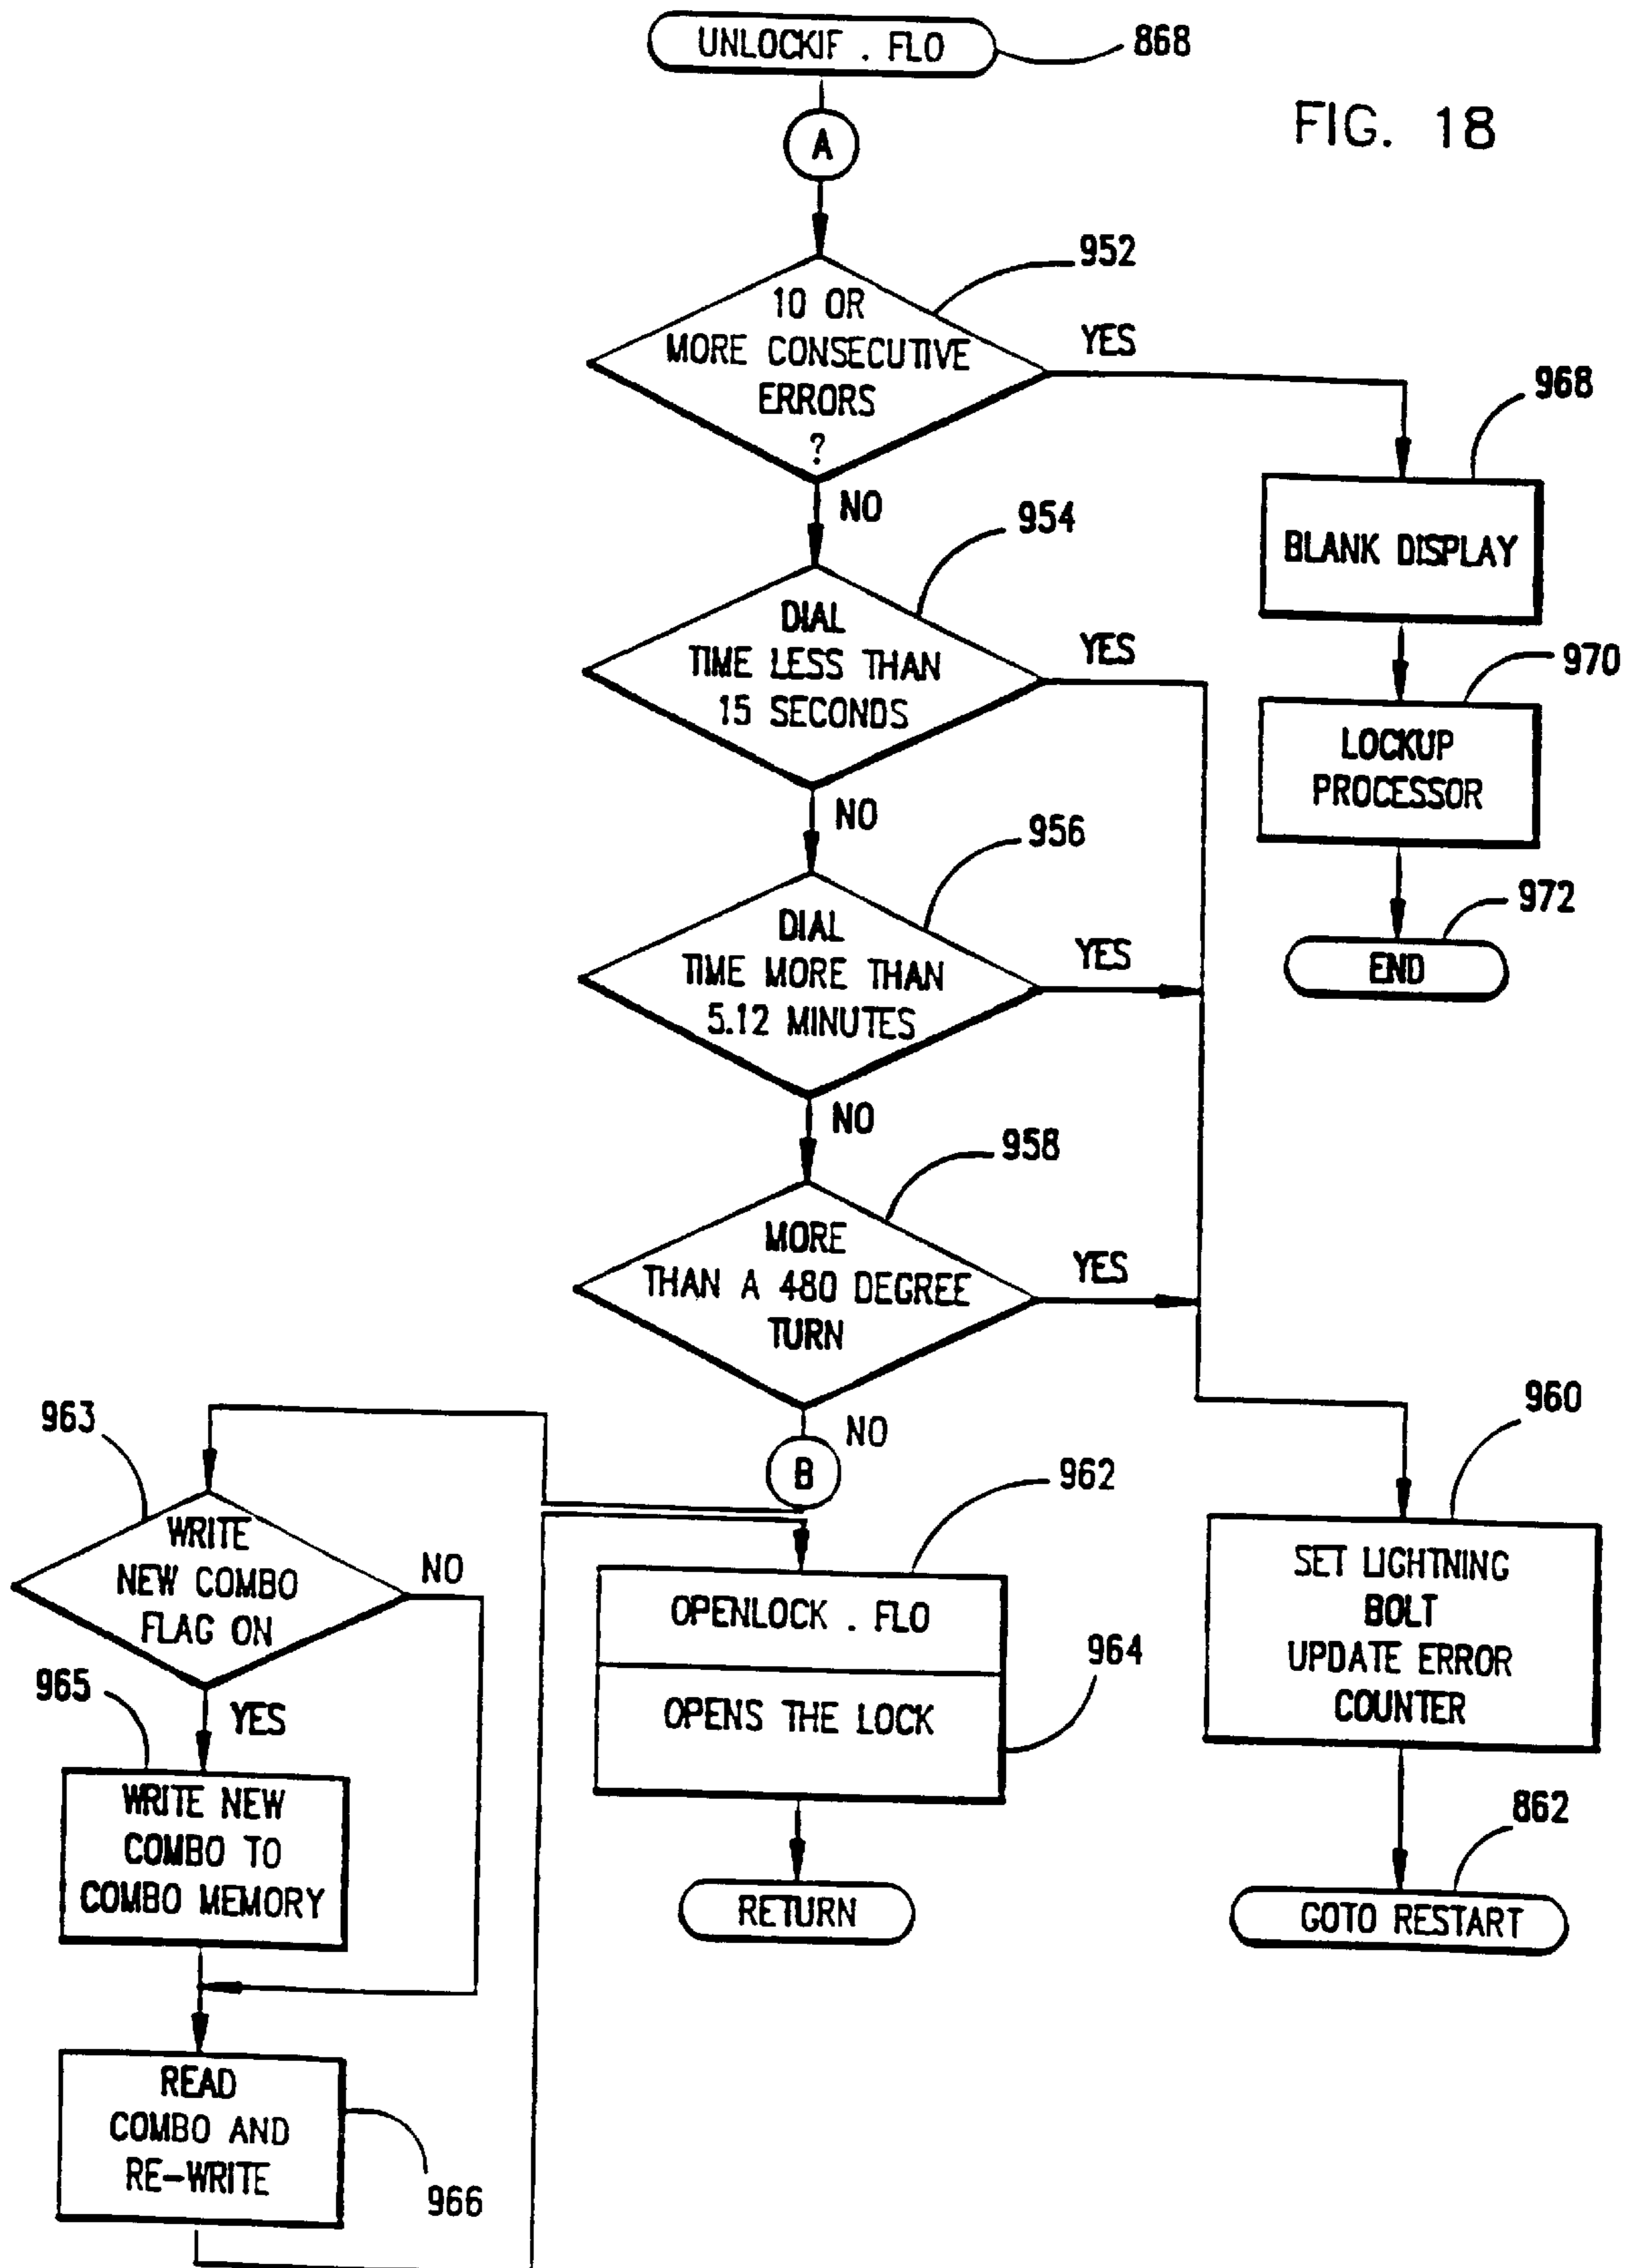 UNLOCKIF . FLO
868
FIG. 18
A
952
10 OR
MORE CONSECUTIVE
ERRORS
?
YES
NO
968
BLANK DISPLAY
954
DIAL
TIME LESS THAN
15 SECONDS
YES
NO
970
LOCKUP
PROCESSOR
972
END
956
DIAL
TIME MORE THAN
5.12 MINUTES
YES
NO
958
MORE
THAN A 480 DEGREE
TURN
YES
NO
B
963
WRITE
NEW COMBO
FLAG ON
NO
YES
962
OPENLOCK . FLO
964
OPENS THE LOCK
RETURN
960
SET LIGHTNING
BOLT
UPDATE ERROR
COUNTER
862
GOTO RESTART
965
WRITE NEW
COMBO TO
COMBO MEMORY
READ
COMBO AND
RE-WRITE
966